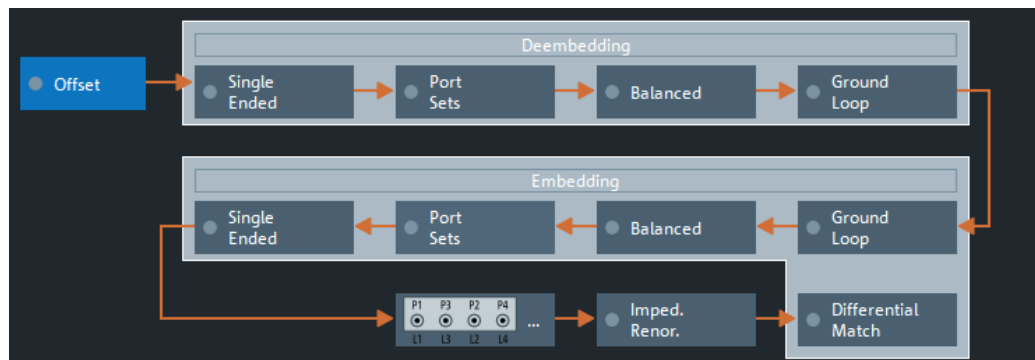 Deembedding
Offset
Single
Ended
Port
Sets
Balanced
Ground
Loop
Embedding
Single
Ended
Port
Sets
Balanced
Ground
Loop
P1 P3 P2 P4
L1 L3 L2 L4
...
Imped.
Renor.
Differential
Match